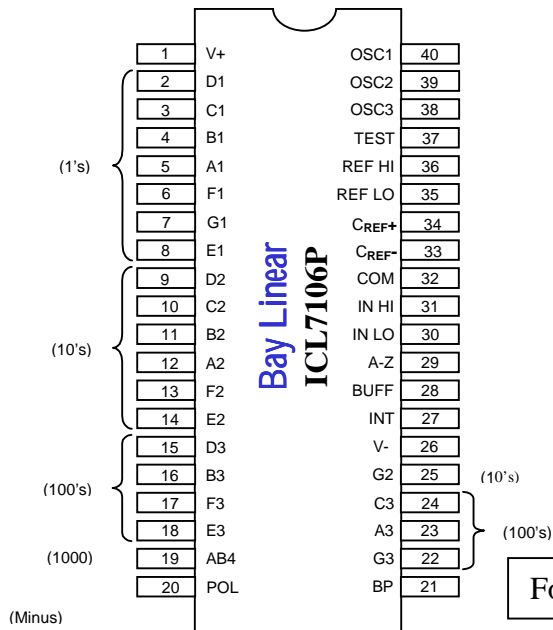 1 V+ OSC1 40
2 D1 OSC2 39
3 C1 OSC3 38
4 B1 TEST 37
(1's) 5 A1 REF HI 36
6 F1 REF LO 35
7 G1 CREF+ 34
8 E1 CREF- 33
9 D2 COM 32
10 C2 IN HI 31
(10's) 11 B2 IN LO 30
12 A2 A-Z 29
13 F2 BUFF 28
14 E2 INT 27
15 D3 V- 26
16 B3 G2 25 (10's)
(100's) 17 F3 C3 24
18 E3 A3 23 (100's)
(1000) 19 AB4 G3 22
20 POL BP 21
(Minus)
Bay Linear
ICL7106P